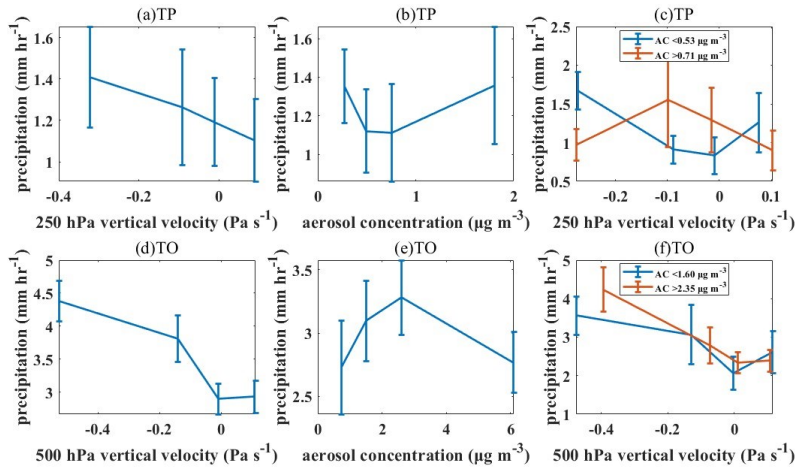 (a)TP
precipitation (mm hr⁻¹)
1.6
1.4
1.2
1
-0.4
-0.2
0
250 hPa vertical velocity (Pa s⁻¹)
(b)TP
precipitation (mm hr⁻¹)
1.6
1.4
1.2
1
0
1
2
aerosol concentration (μg m⁻³)
(c)TP
precipitation (mm hr⁻¹)
2.5
2
1.5
1
0.5
AC <0.53 μg m⁻³
AC >0.71 μg m⁻³
-0.2
-0.1
0
0.1
250 hPa vertical velocity (Pa s⁻¹)
(d)TO
precipitation (mm hr⁻¹)
5
4.5
4
3.5
3
-0.4
-0.2
0
500 hPa vertical velocity (Pa s⁻¹)
(e)TO
precipitation (mm hr⁻¹)
3.5
3
2.5
0
2
4
6
aerosol concentration (μg m⁻³)
(f)TO
precipitation (mm hr⁻¹)
5
4
3
2
1
AC <1.60 μg m⁻³
AC >2.35 μg m⁻³
-0.4
-0.2
0
500 hPa vertical velocity (Pa s⁻¹)